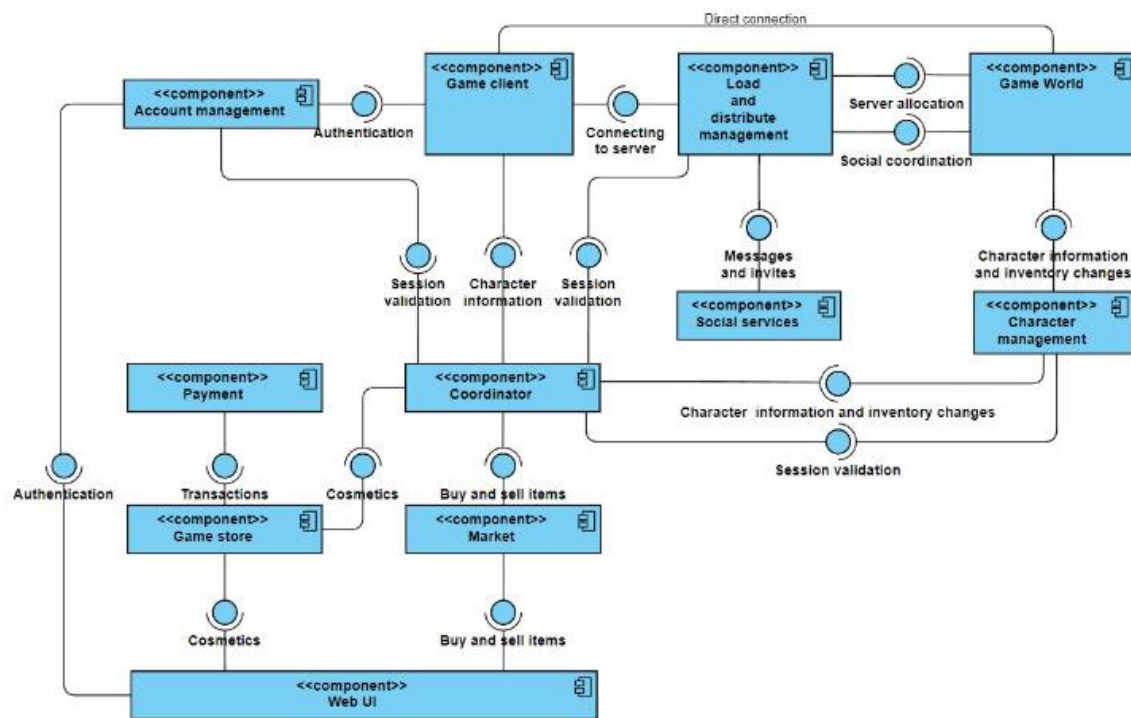 Direct connection
<<component>>
Game client
<<component>>
Load
and
distribute
management
<<component>>
Game World
<<component>>
Account management
Authentication
Connecting
to server
Server allocation
Social coordination
Session
validation
Character
information
Session
validation
Messages
and invites
Character information
and inventory changes
<<component>>
Social services
<<component>>
Character
management
<<component>>
Payment
<<component>>
Coordinator
Character information and inventory changes
Session validation
Authentication
Transactions
Cosmetics
Buy and sell items
<<component>>
Game store
<<component>>
Market
Cosmetics
Buy and sell items
<<component>>
Web UI